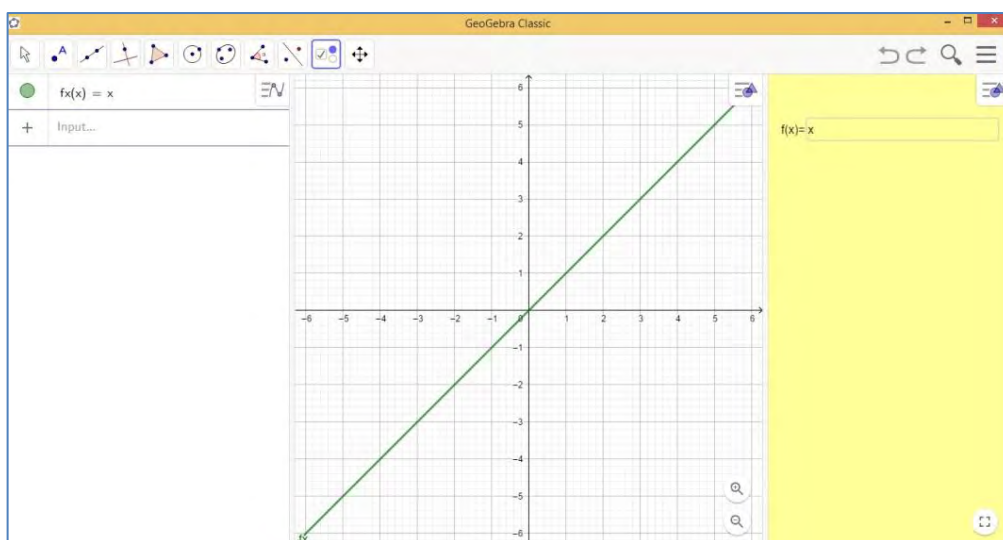 GeoGebra Classic
A
fx(x) = x
Input...
f(x)= x
6
5
4
3
2
1
-6 -5 -4 -3 -2 -1 0 1 2 3 4 5 6
-1
-2
-3
-4
-5
-6
fx